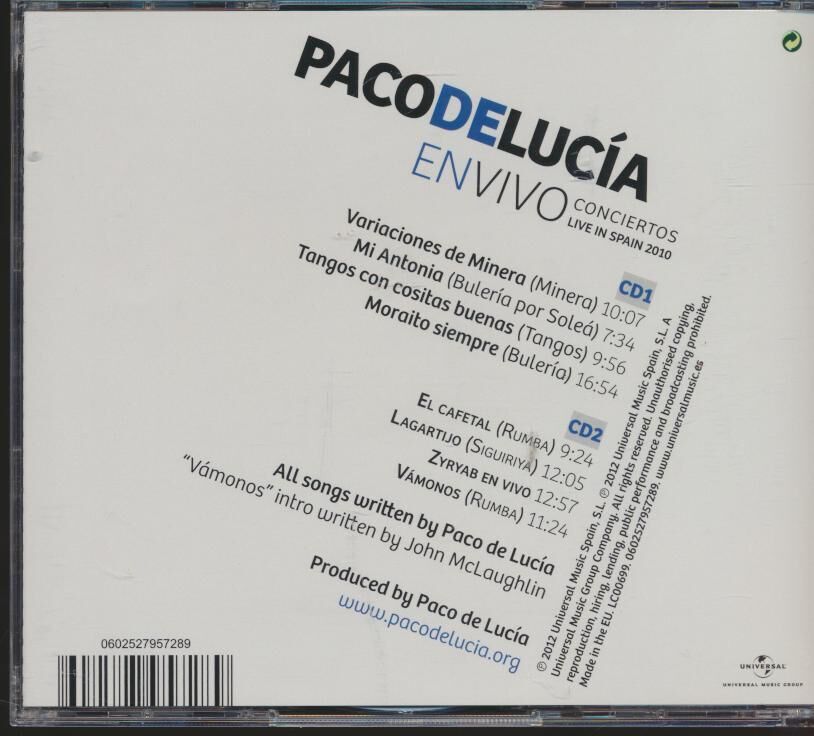 PACODELUCÍA
ENVIVO CONCIERTOS
LIVE IN SPAIN 2010
CD1
Variaciones de Minera (Minera) 10:07
Mi Antonia (Bulería por Soleá) 7:34
Tangos con cositas buenas (Tangos) 9:56
Moraito siempre (Bulería) 16:54
CD2
EL CAFETAL (RUMBA) 9:24
LAGARTIJO (SIGUIRIYA) 12:05
ZYRYAB EN VIVO 12:57
VÁMONOS (RUMBA) 11:24
All songs written by Paco de Lucía
"Vámonos" intro written by John McLaughlin
Produced by Paco de Lucía
www.pacodelucia.org
© 2012 Universal Music Spain, S.L. ℗ 2012 Universal Music Spain, S.L. A
Universal Music Group Company. All rights reserved. Unauthorised copying,
reproduction, hiring, lending, public performance and broadcasting prohibited.
Made in the EU. LC00699. 0602527957289. www.universalmusic.es
0602527957289
UNIVERSAL
UNIVERSAL MUSIC GROUP